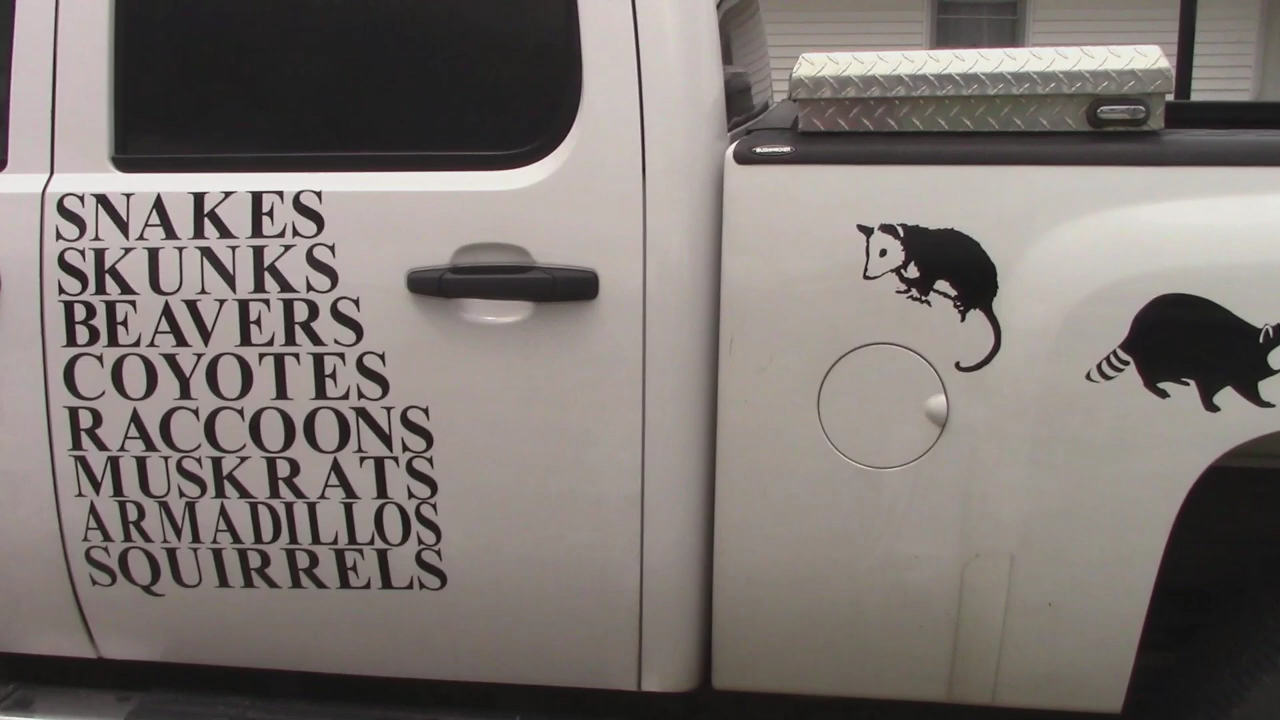 SNAKES
SKUNKS
BEAVERS
COYOTES
RACCOONS
MUSKRATS
ARMADILLOS
SQUIRRELS